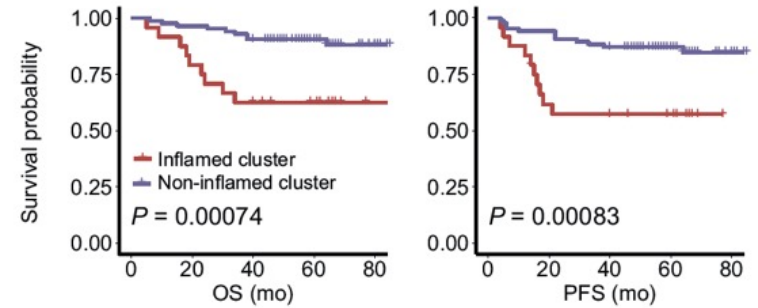 Survival probability
1.00
0.75
0.50
0.25
0.00
Inflamed cluster
Non-inflamed cluster
P = 0.00074
0 20 40 60 80
OS (mo)
1.00
0.75
0.50
0.25
0.00
P = 0.00083
0 20 40 60 80
PFS (mo)